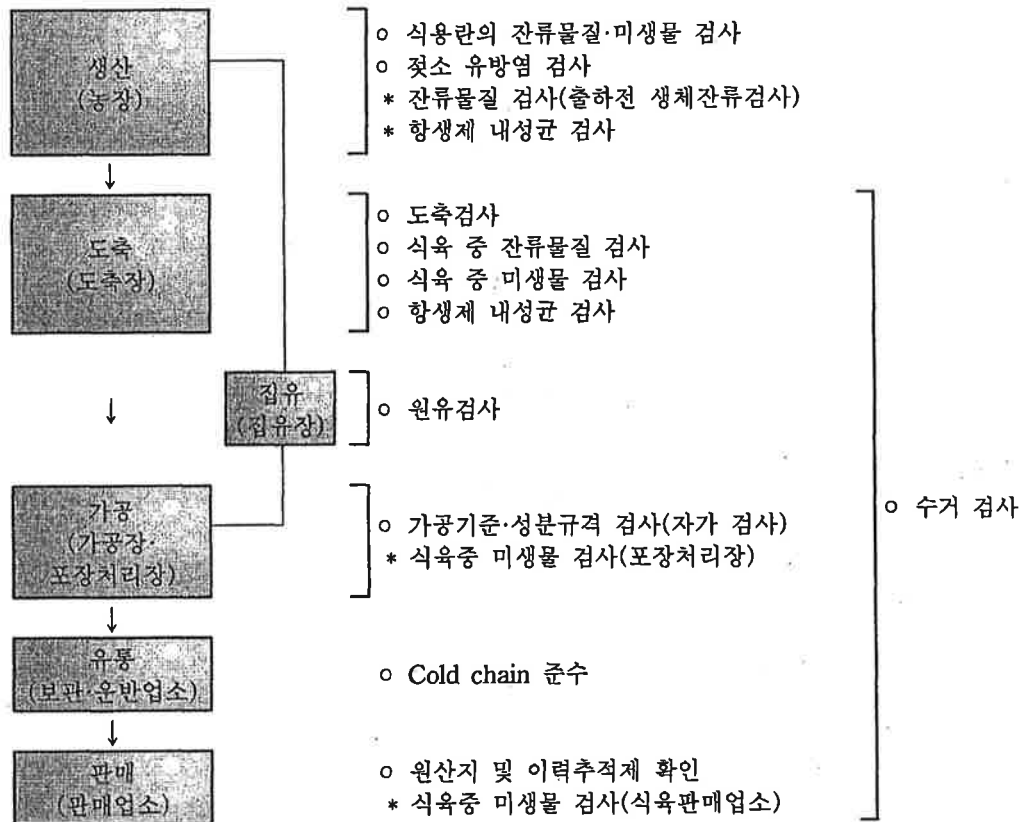 생산
(농장)
○ 식용란의 잔류물질·미생물 검사
○ 젖소 유방염 검사
* 잔류물질 검사(출하전 생체잔류검사)
* 항생제 내성균 검사
↓
도축
(도축장)
○ 도축검사
○ 식육 중 잔류물질 검사
○ 식육 중 미생물 검사
○ 항생제 내성균 검사
↓
집유
(집유장)
○ 원유검사
가공
(가공장·
포장처리장)
○ 가공기준·성분규격 검사(자가 검사)
* 식육중 미생물 검사(포장처리장)
○ 수거 검사
↓
유통
(보관·운반업소)
○ Cold chain 준수
↓
판매
(판매업소)
○ 원산지 및 이력추적제 확인
* 식육중 미생물 검사(식육판매업소)